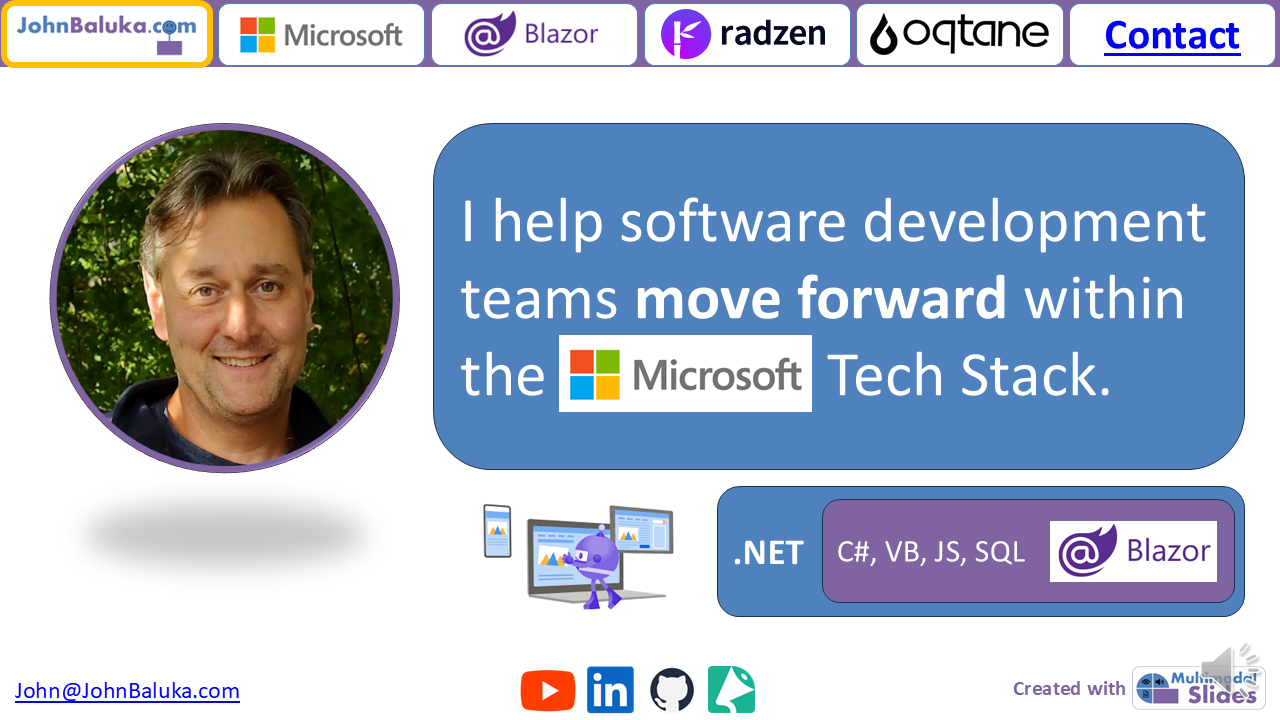 JohnBaluka.com
Microsoft
Blazor
radzen
oqtane
Contact
I help software development
teams move forward within
the Microsoft Tech Stack.
.NET
C#, VB, JS, SQL
Blazor
John@JohnBaluka.com
in
Created with
Multimodal
Slides